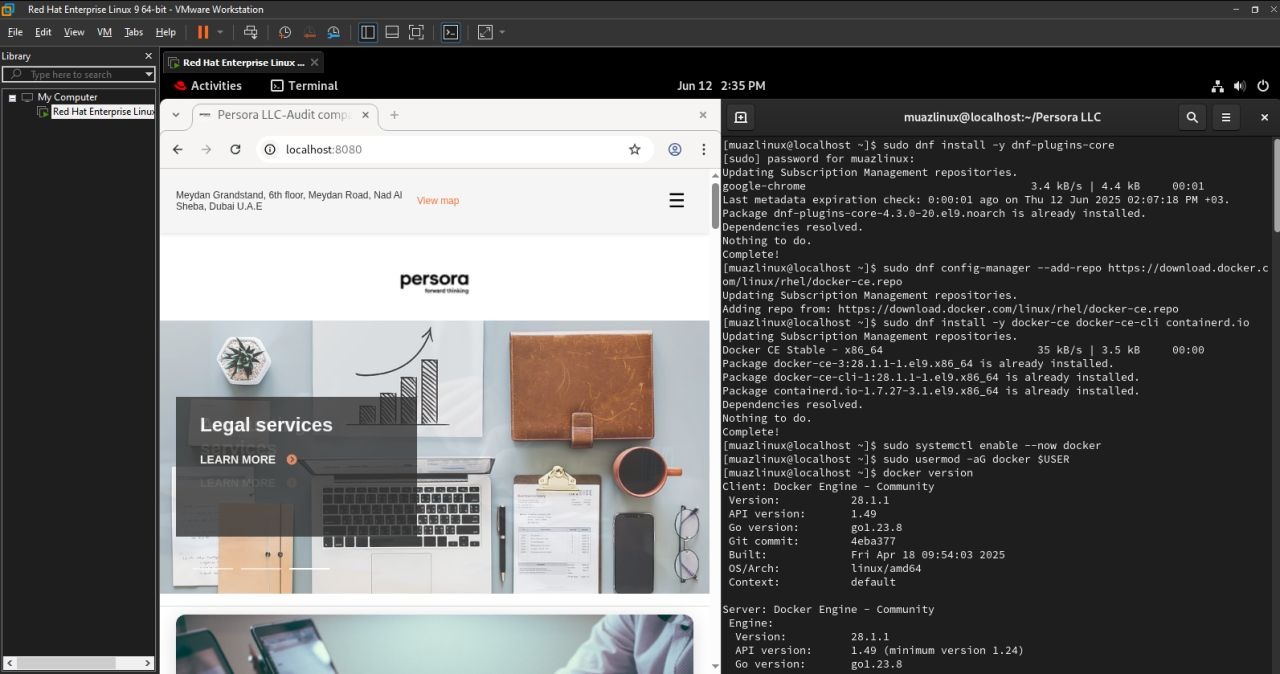 Red Hat Enterprise Linux 9 64-bit - VMware Workstation
File Edit View VM Tabs Help
Library
Type here to search
My Computer
Red Hat Enterprise Linux
Red Hat Enterprise Linux ...
Activities
Terminal
Jun 12 2:35 PM
Persora LLC-Audit compa
localhost:8080
Meydan Grandstand, 6th floor, Meydan Road, Nad Al
Sheba, Dubai U.A.E
View map
persora
forward thinking
Legal services
services
LEARN MORE
LEARN MORE
muazlinux@localhost:~/Persora LLC
[muazlinux@localhost ~]$ sudo dnf install -y dnf-plugins-core
[sudo] password for muazlinux:
Updating Subscription Management repositories.
google-chrome 3.4 kB/s | 4.4 kB 00:01
Last metadata expiration check: 0:00:01 ago on Thu 12 Jun 2025 02:07:18 PM +03.
Package dnf-plugins-core-4.3.0-20.el9.noarch is already installed.
Dependencies resolved.
Nothing to do.
Complete!
[muazlinux@localhost ~]$ sudo dnf config-manager --add-repo https://download.docker.c
om/linux/rhel/docker-ce.repo
Updating Subscription Management repositories.
Adding repo from: https://download.docker.com/linux/rhel/docker-ce.repo
[muazlinux@localhost ~]$ sudo dnf install -y docker-ce docker-ce-cli containerd.io
Updating Subscription Management repositories.
Docker CE Stable - x86_64 35 kB/s | 3.5 kB 00:00
Package docker-ce-3:28.1.1-1.el9.x86_64 is already installed.
Package docker-ce-cli-1:28.1.1-1.el9.x86_64 is already installed.
Package containerd.io-1.7.27-3.1.el9.x86_64 is already installed.
Dependencies resolved.
Nothing to do.
Complete!
[muazlinux@localhost ~]$ sudo systemctl enable --now docker
[muazlinux@localhost ~]$ sudo usermod -aG docker $USER
[muazlinux@localhost ~]$ docker version
Client: Docker Engine - Community
Version: 28.1.1
API version: 1.49
Go version: go1.23.8
Git commit: 4eba377
Built: Fri Apr 18 09:54:03 2025
OS/Arch: linux/amd64
Context: default
Server: Docker Engine - Community
Engine:
Version: 28.1.1
API version: 1.49 (minimum version 1.24)
Go version: go1.23.8